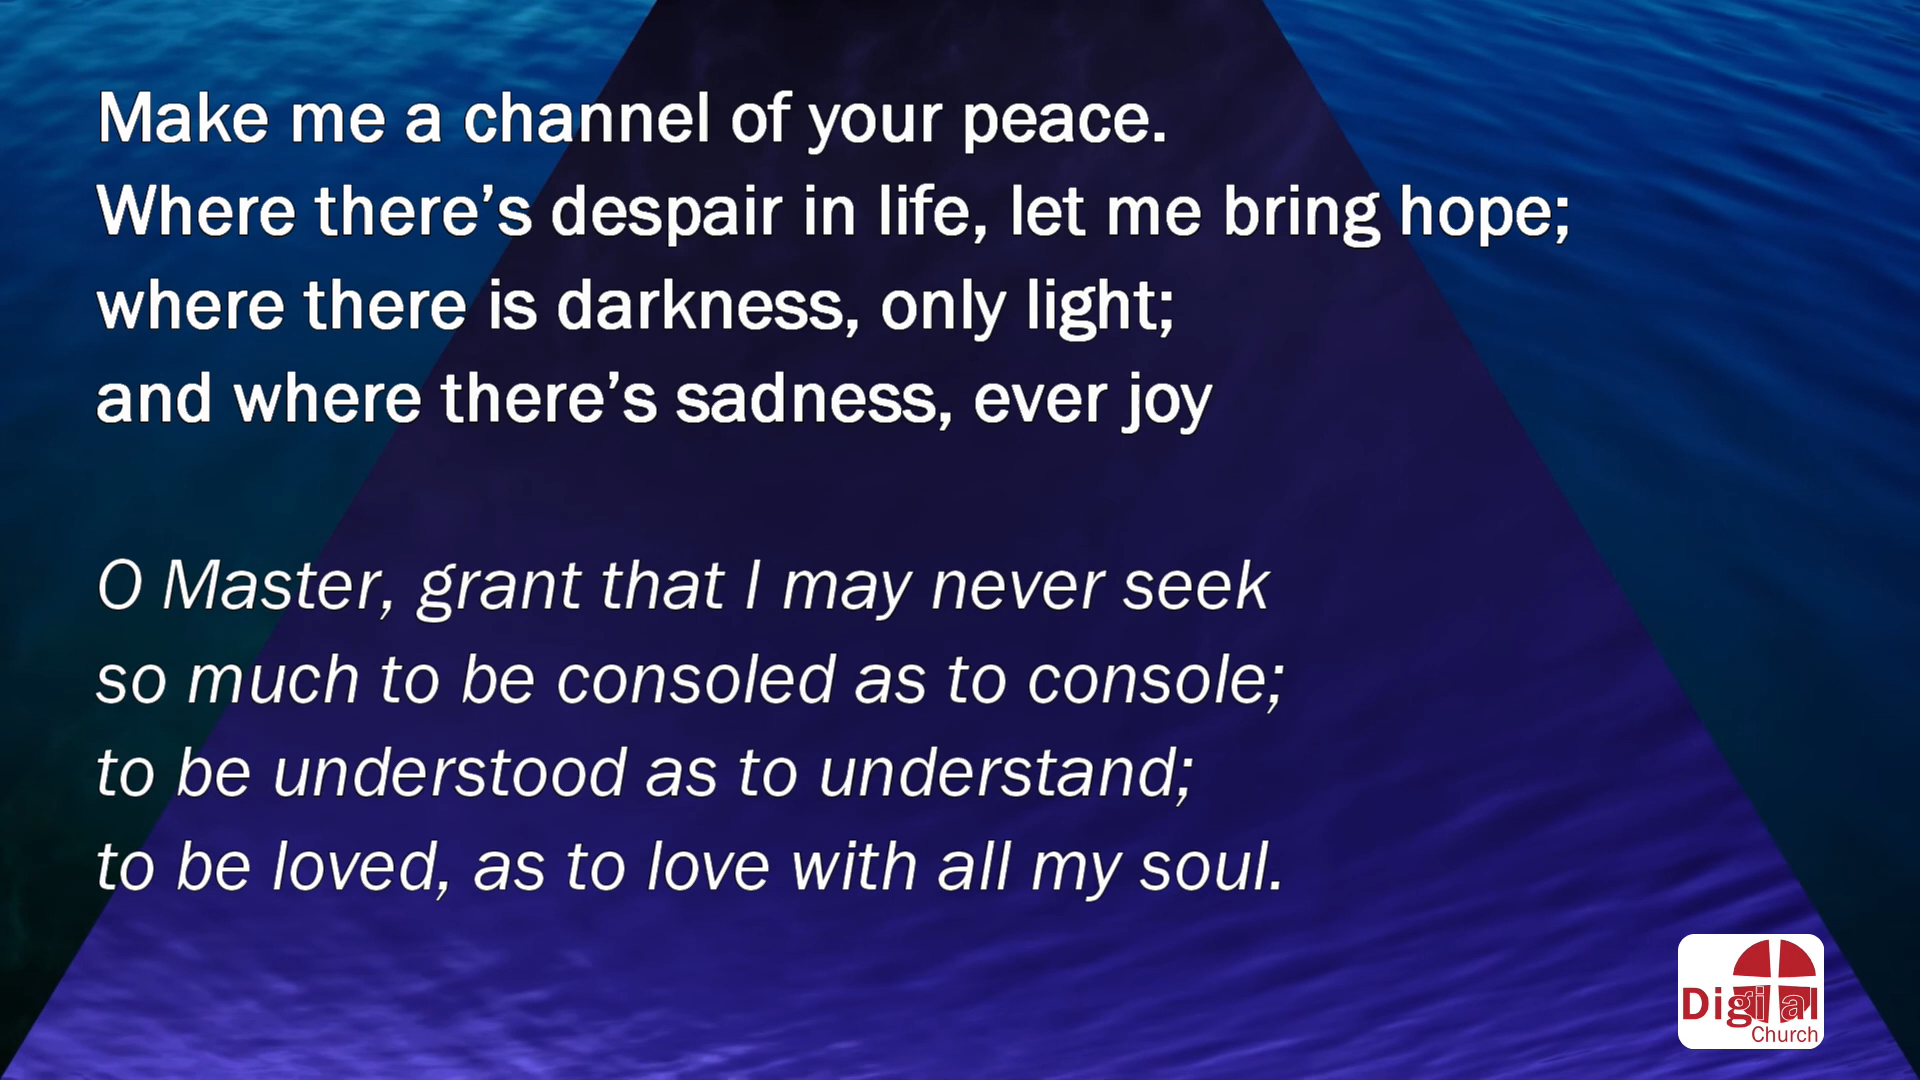 Make me a channel of your peace.
Where there’s despair in life, let me bring hope;
where there is darkness, only light;
and where there’s sadness, ever joy
O Master, grant that I may never seek
so much to be consoled as to console;
to be understood as to understand;
to be loved, as to love with all my soul.
Digital
Church